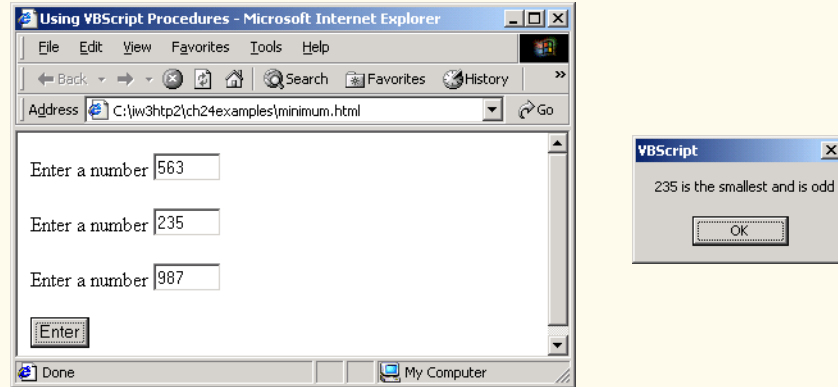 Using VBScript Procedures - Microsoft Internet Explorer
File Edit View Favorites Tools Help
Back Search Favorites History »
Address C:\iw3htp2\ch24examples\minimum.html Go
Enter a number 563
Enter a number 235
Enter a number 987
Enter
Done My Computer
VBScript
235 is the smallest and is odd
OK